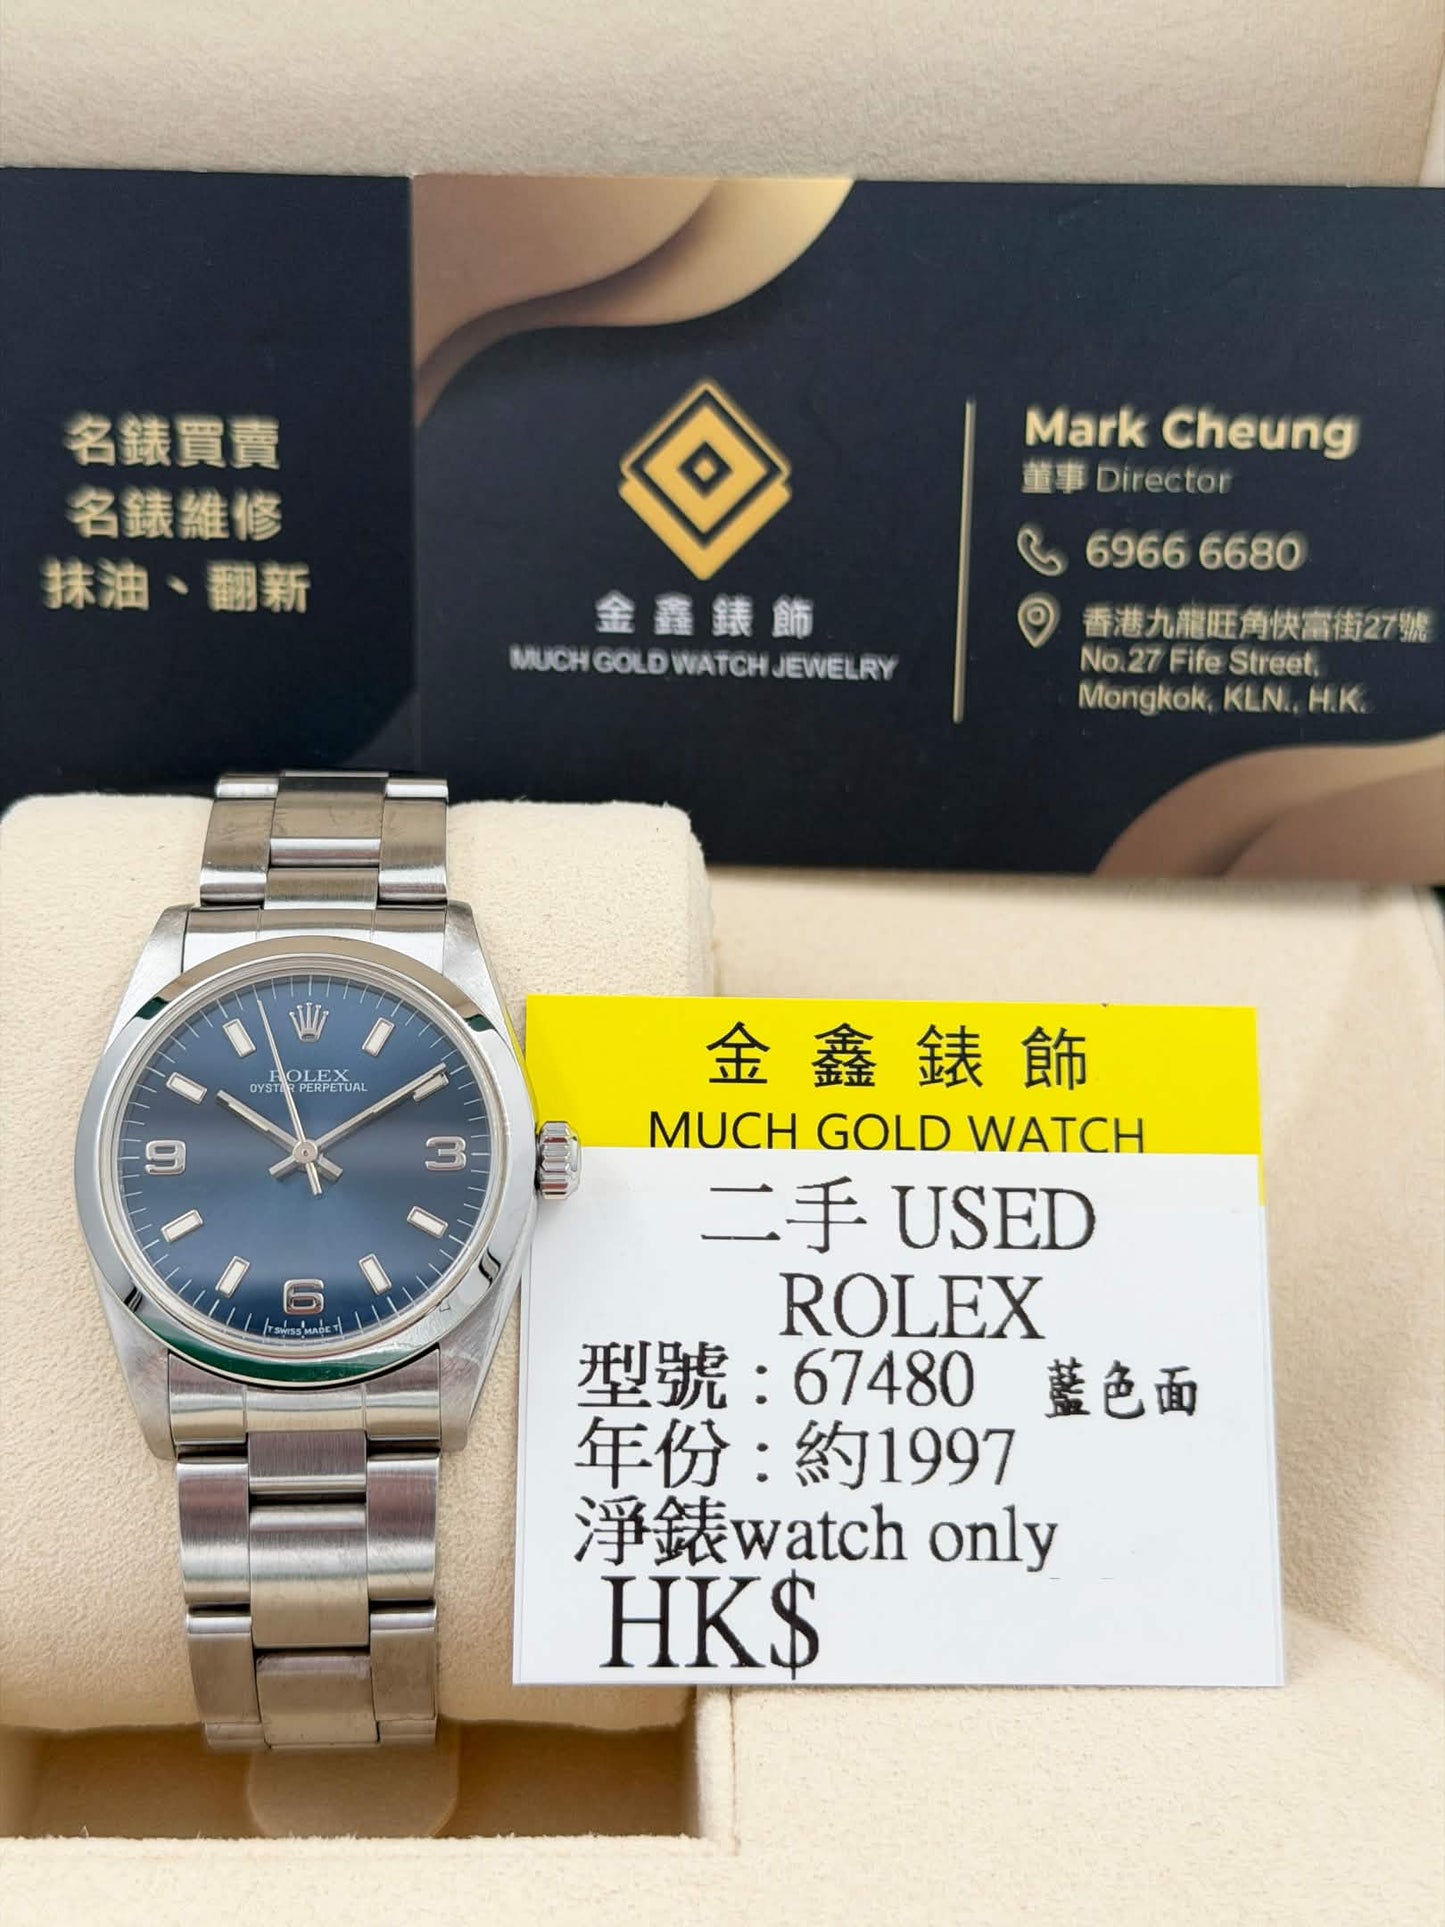 名錶買賣
名錶維修
抹油、翻新
金鑫錶飾
MUCH GOLD WATCH JEWELRY
Mark Cheung
董事 Director
6966 6680
香港九龍旺角快富街27號
No.27 Fife Street,
Mongkok, KLN., H.K.
ROLEX
OYSTER PERPETUAL
9
3
6
T SWISS MADE T
金鑫錶飾
MUCH GOLD WATCH
二手 USED
ROLEX
型號：67480 藍色面
年份：約1997
淨錶watch only
HK$